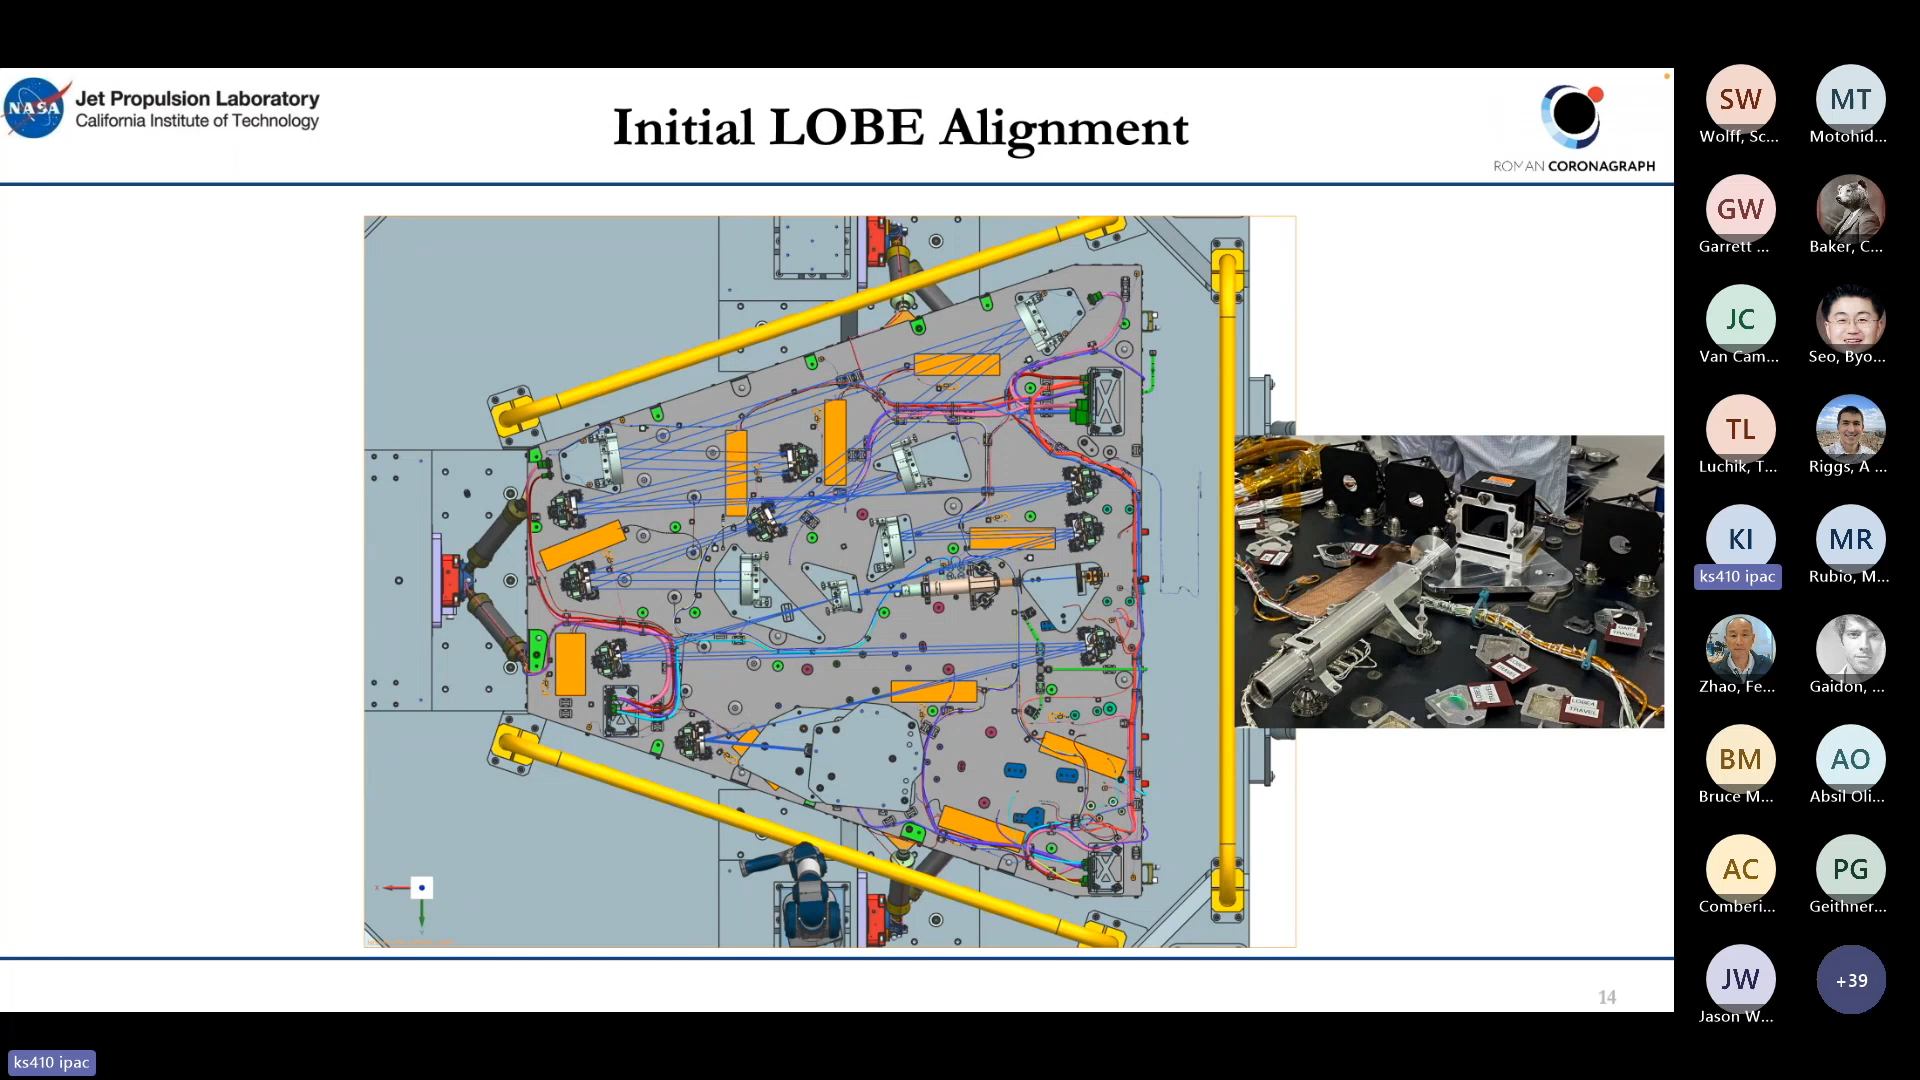 NASA
Jet Propulsion Laboratory
California Institute of Technology
Initial LOBE Alignment
ROMAN CORONAGRAPH
14
ks410 ipac
SW
Wolff, Sc...
MT
Motohid...
GW
Garrett ...
Baker, C...
JC
Van Cam...
Seo, Byo...
TL
Luchik, T...
Riggs, A ...
KI
ks410 ipac
MR
Rubio, M...
Zhao, Fe...
Gaidon, ...
BM
Bruce M...
AO
Absil Oli...
AC
Comberi...
PG
Geithner...
JW
Jason W...
+39